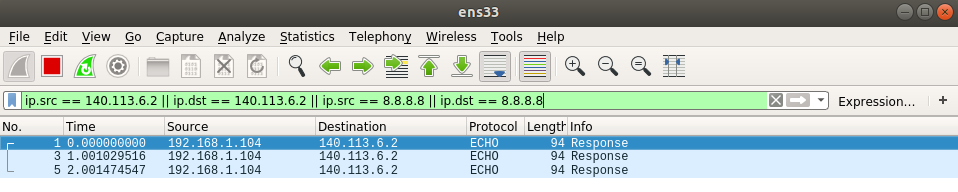 ens33
File Edit View Go Capture Analyze Statistics Telephony Wireless Tools Help
ip.src == 140.113.6.2 || ip.dst == 140.113.6.2 || ip.src == 8.8.8.8 || ip.dst == 8.8.8.8 Expression… +
No. Time Source Destination Protocol Length Info
1 0.000000000 192.168.1.104 140.113.6.2 ECHO 94 Response
3 1.001029516 192.168.1.104 140.113.6.2 ECHO 94 Response
5 2.001474547 192.168.1.104 140.113.6.2 ECHO 94 Response